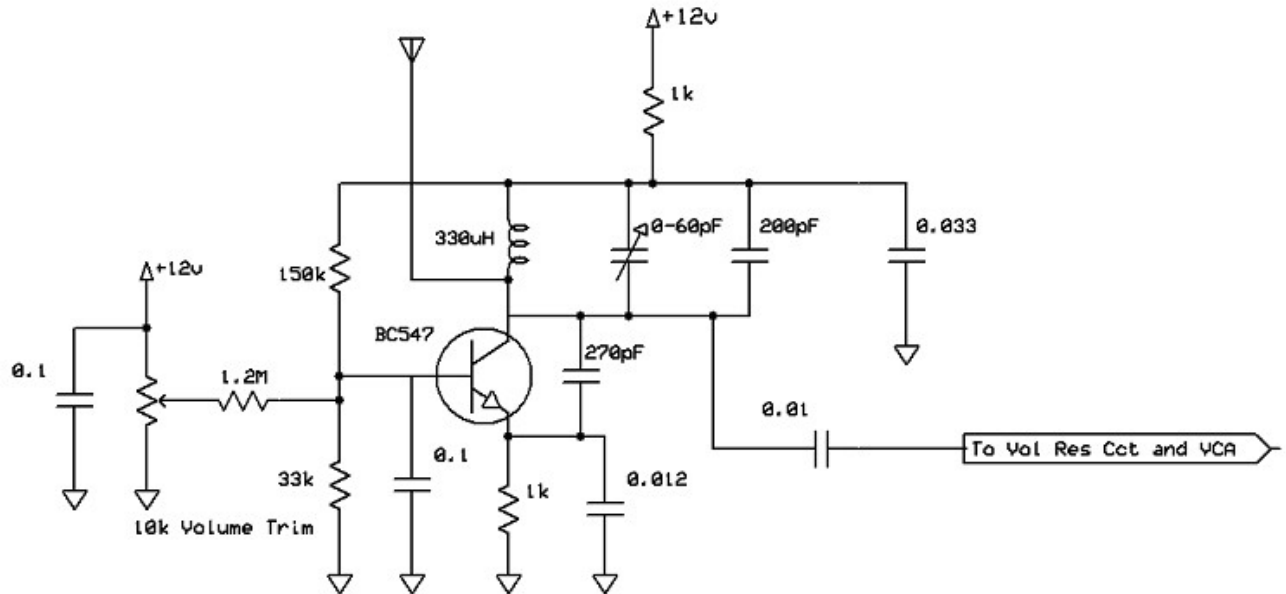 +12v
1k
330uH
0-60pF
200pF
0.033
+12v
150k
BC547
270pF
0.1
1.2M
0.01
To Vol Res Cct and VCA
33k
0.1
1k
0.012
10k Volume Trim